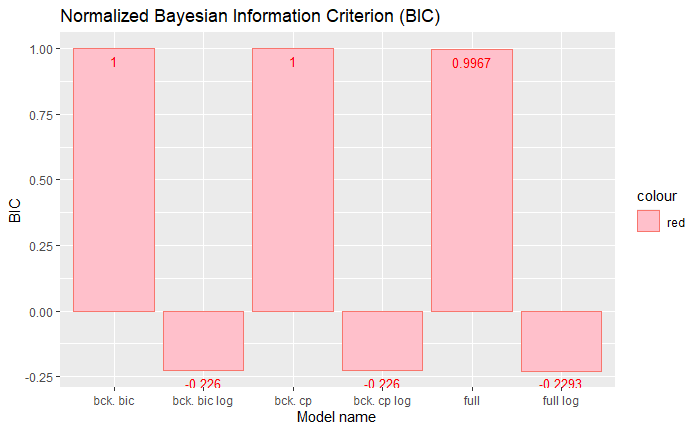 Normalized Bayesian Information Criterion (BIC)
1.00
0.75
0.50
0.25
0.00
-0.25
BIC
1
-0.226
1
-0.226
0.9967
-0.2293
bck. bic
bck. bic log
bck. cp
bck. cp log
full
full log
Model name
colour
red